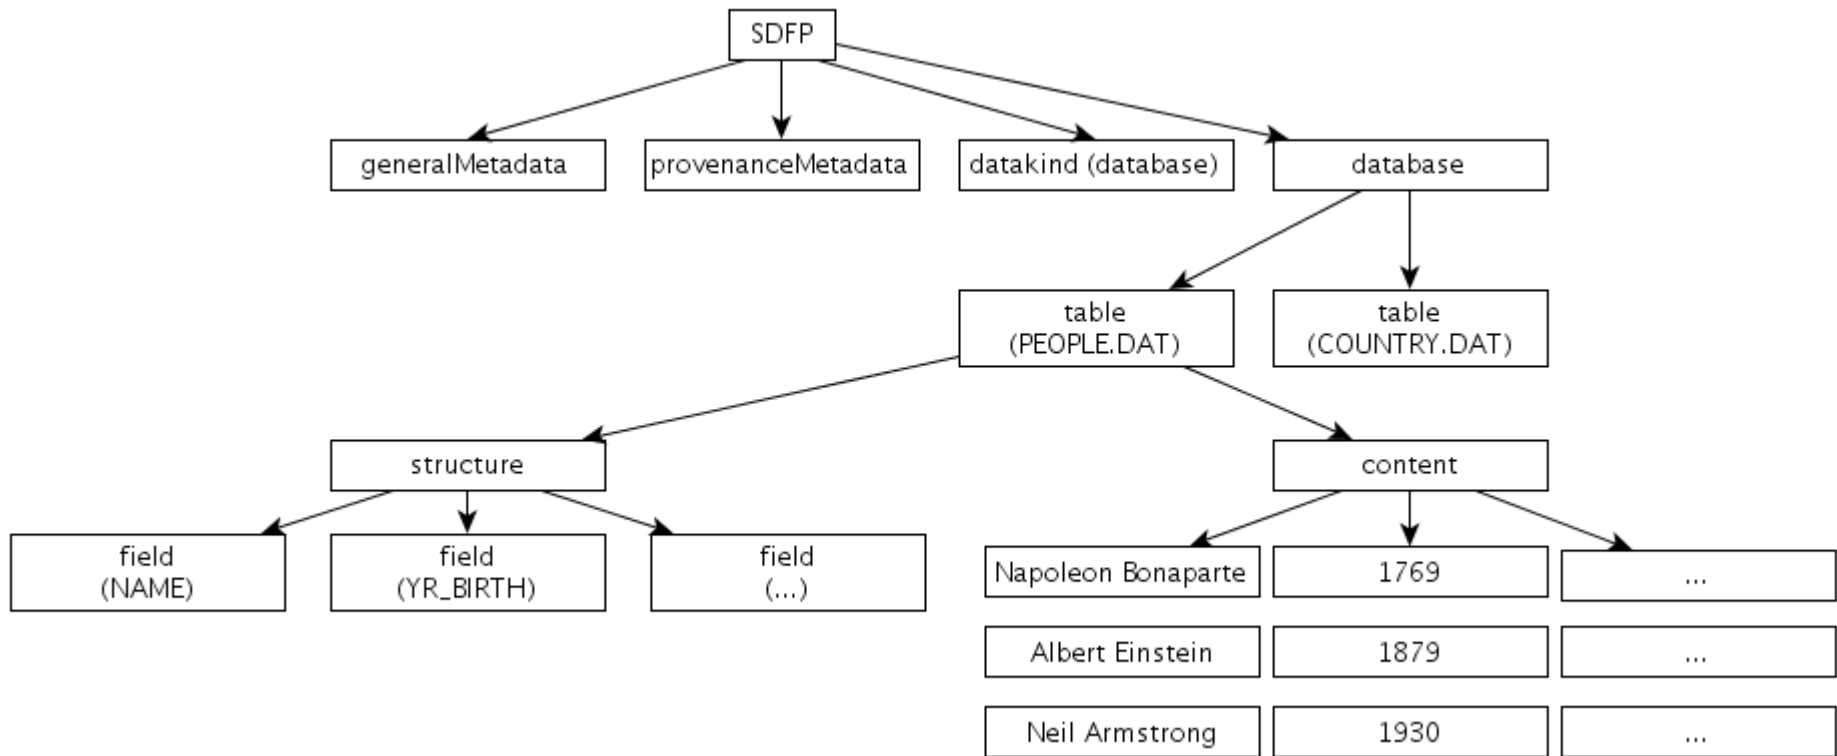 SDFP
generalMetadata
provenanceMetadata
datakind (database)
database
table
(PEOPLE.DAT)
table
(COUNTRY.DAT)
structure
content
field
(NAME)
field
(YR_BIRTH)
field
(...)
Napoleon Bonaparte
1769
...
Albert Einstein
1879
...
Neil Armstrong
1930
...